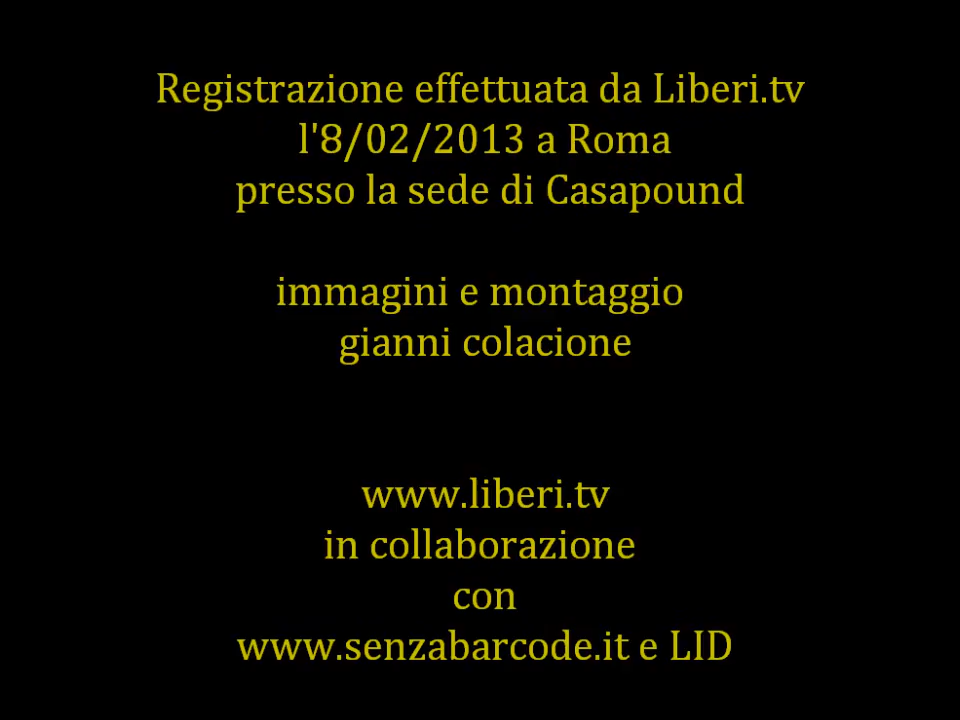 Registrazione effettuata da Liberi.tv
l'8/02/2013 a Roma
presso la sede di Casapound
immagini e montaggio
gianni colacione
www.liberi.tv
in collaborazione
con
www.senzabarcode.it e LID